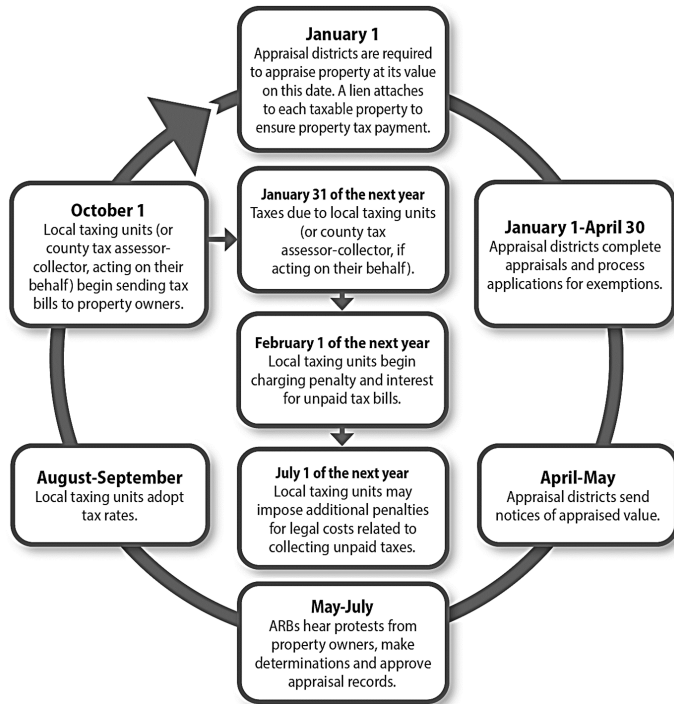 January 1
Appraisal districts are required
to appraise property at its value
on this date. A lien attaches
to each taxable property to
ensure property tax payment.
January 1-April 30
Appraisal districts complete
appraisals and process
applications for exemptions.
April-May
Appraisal districts send
notices of appraised value.
May-July
ARBs hear protests from
property owners, make
determinations and approve
appraisal records.
August-September
Local taxing units adopt
tax rates.
October 1
Local taxing units (or
county tax assessor-
collector, acting on their
behalf) begin sending tax
bills to property owners.
January 31 of the next year
Taxes due to local taxing units
(or county tax
assessor-collector, if
acting on their behalf).
February 1 of the next year
Local taxing units begin
charging penalty and interest
for unpaid tax bills.
July 1 of the next year
Local taxing units may
impose additional penalties
for legal costs related to
collecting unpaid taxes.